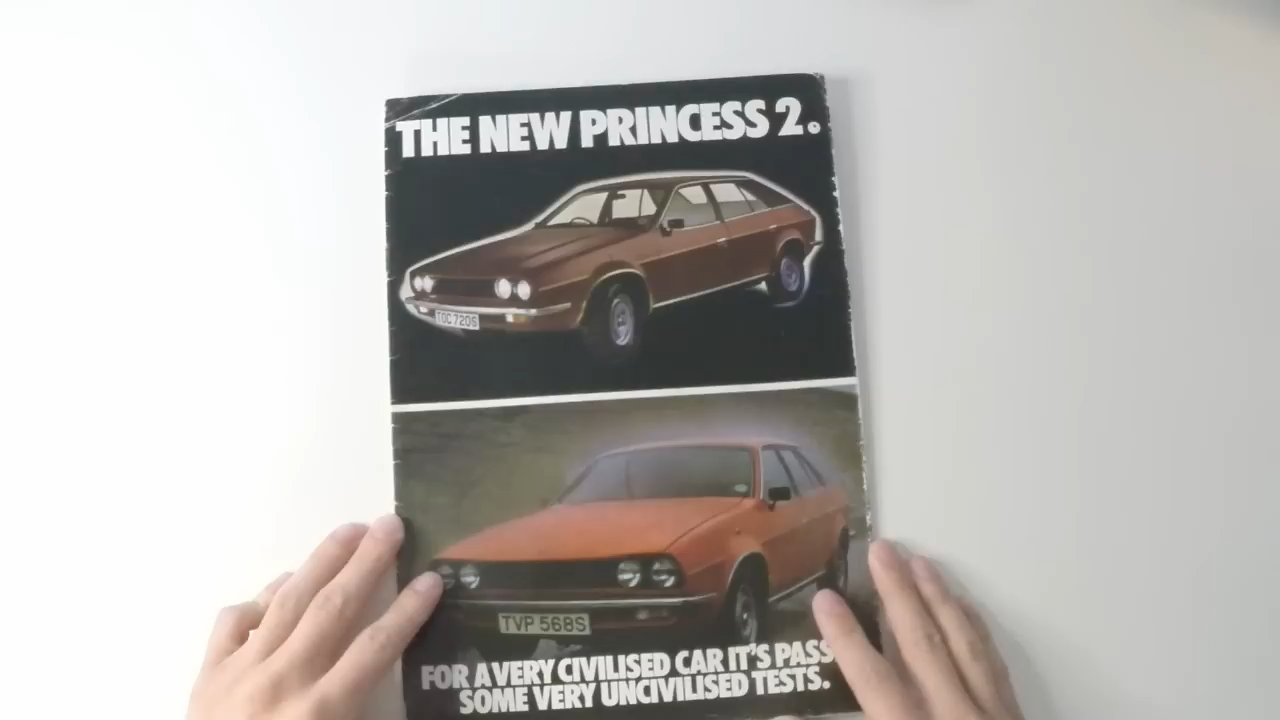 THE NEW PRINCESS 2.
TOC 720S
TVP 568S
FOR A VERY CIVILISED CAR IT'S PASS
SOME VERY UNCIVILISED TESTS.